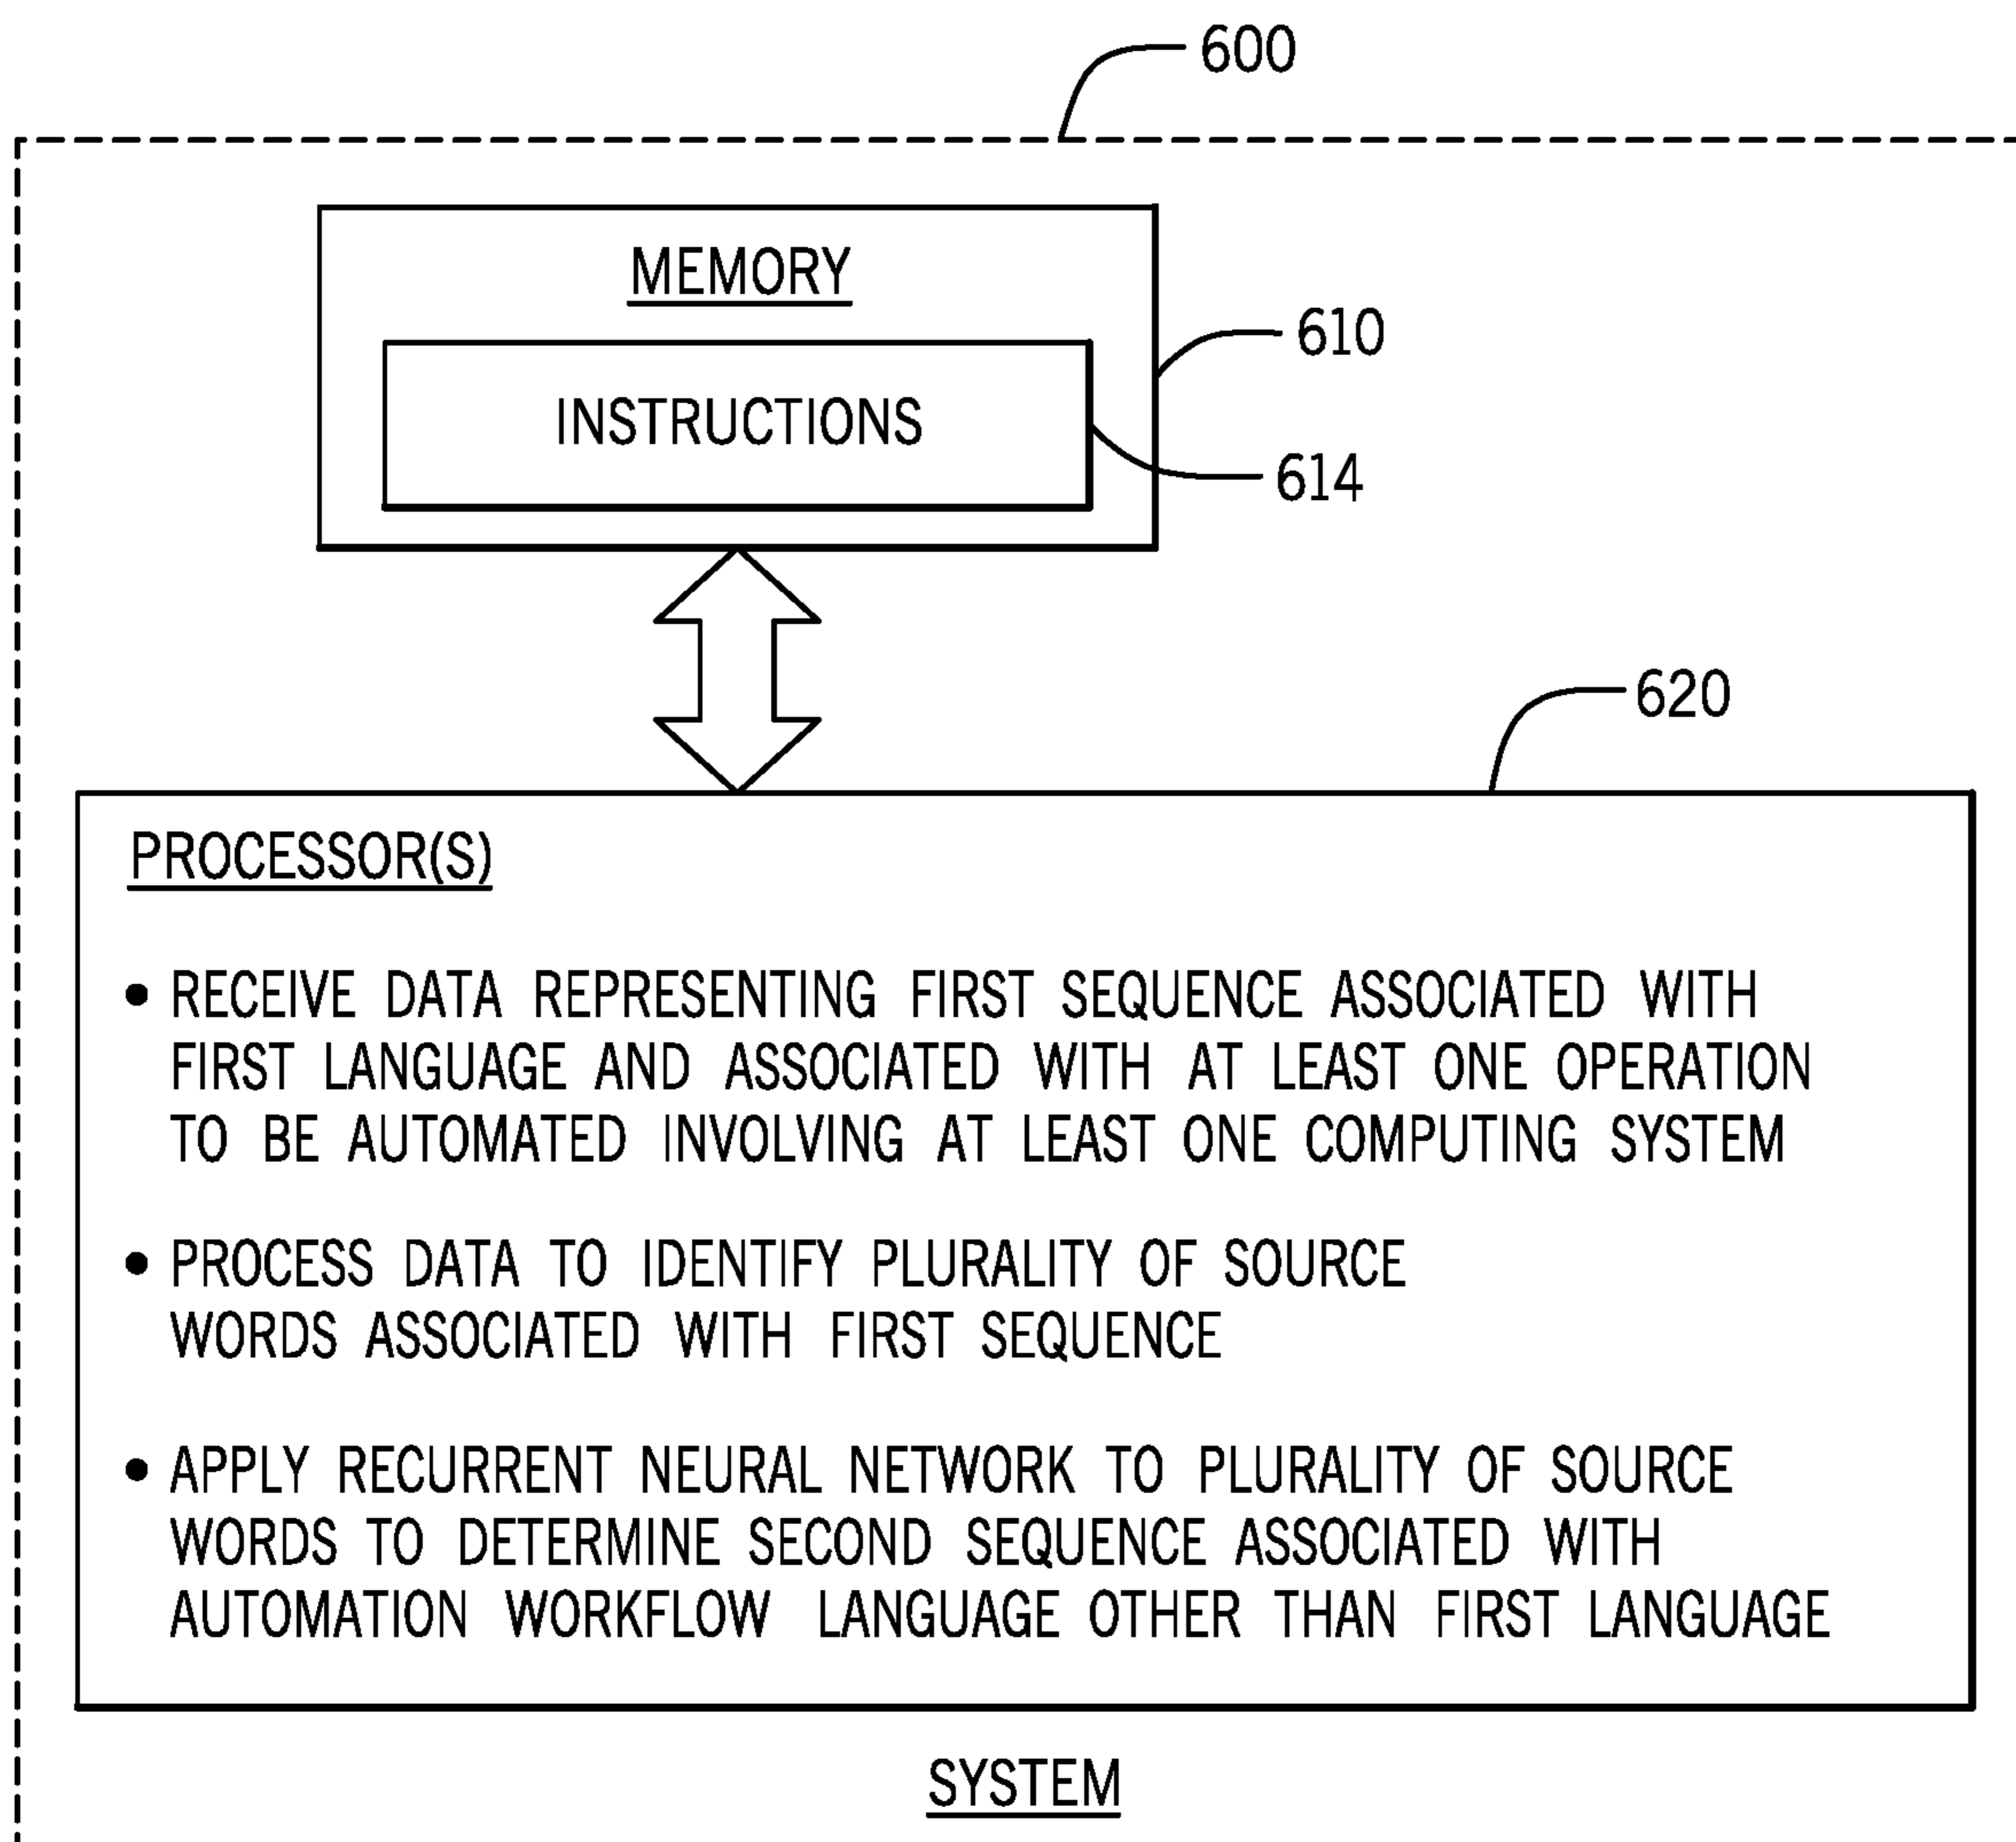 600
MEMORY
610
INSTRUCTIONS
614
620
PROCESSOR(S)
• RECEIVE DATA REPRESENTING FIRST SEQUENCE ASSOCIATED WITH
FIRST LANGUAGE AND ASSOCIATED WITH AT LEAST ONE OPERATION
TO BE AUTOMATED INVOLVING AT LEAST ONE COMPUTING SYSTEM
• PROCESS DATA TO IDENTIFY PLURALITY OF SOURCE
WORDS ASSOCIATED WITH FIRST SEQUENCE
• APPLY RECURRENT NEURAL NETWORK TO PLURALITY OF SOURCE
WORDS TO DETERMINE SECOND SEQUENCE ASSOCIATED WITH
AUTOMATION WORKFLOW LANGUAGE OTHER THAN FIRST LANGUAGE
SYSTEM